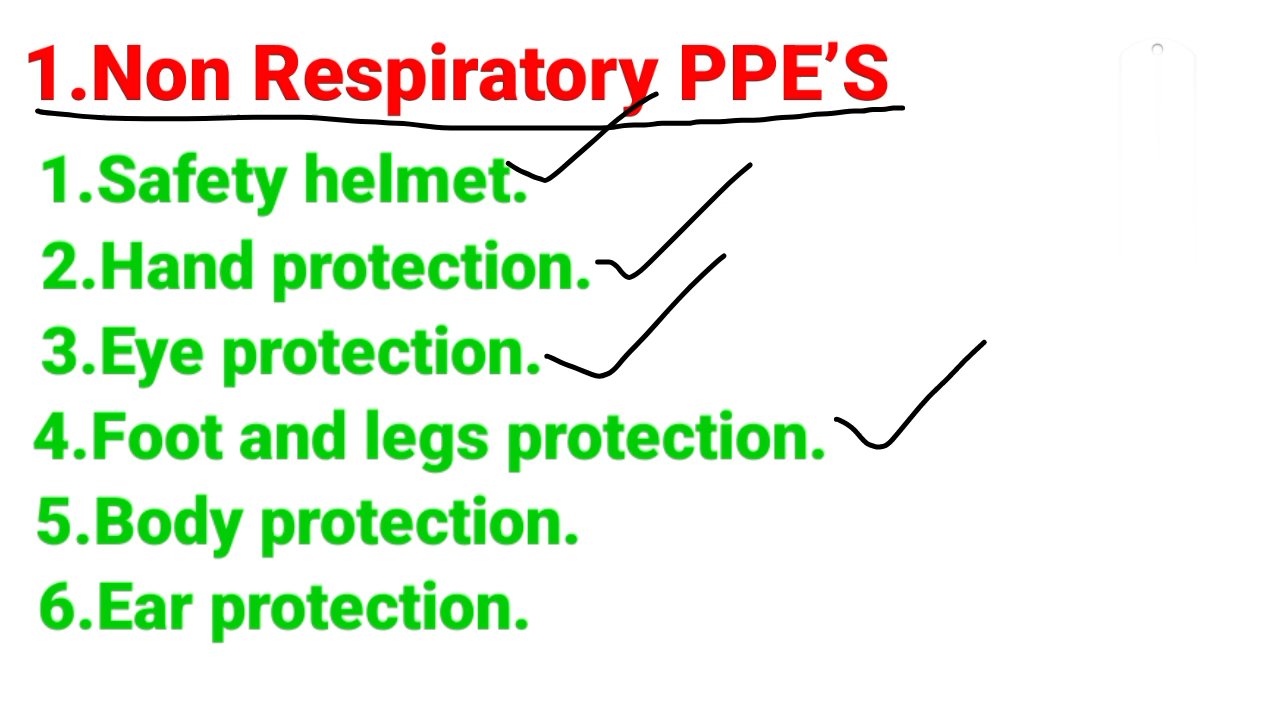 1.Non Respiratory PPE’S
1.Safety helmet.
2.Hand protection.
3.Eye protection.
4.Foot and legs protection.
5.Body protection.
6.Ear protection.